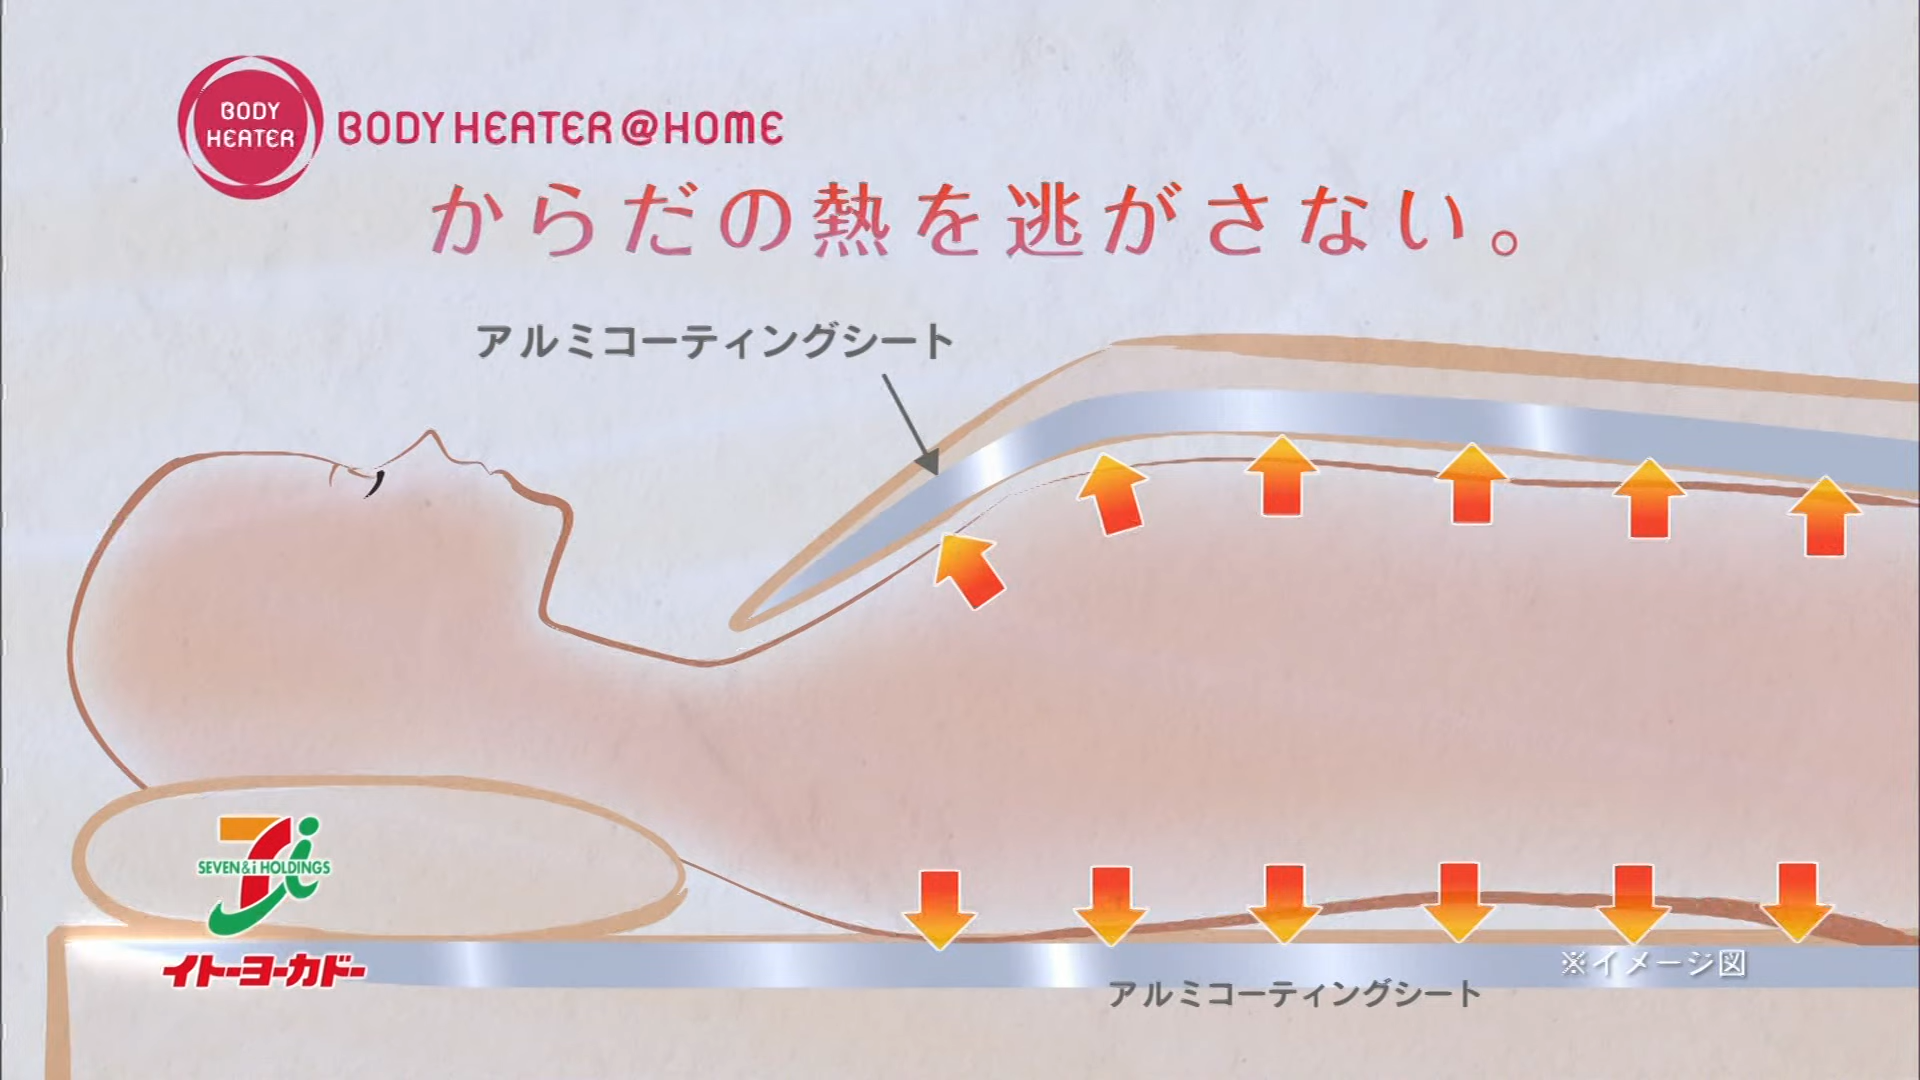 BODY
HEATER
BODY HEATER@HOME
からだの熱を逃がさない。
アルミコーティングシート
SEVEN&i HOLDINGS
イトーヨーカドー
※イメージ図
アルミコーティングシート